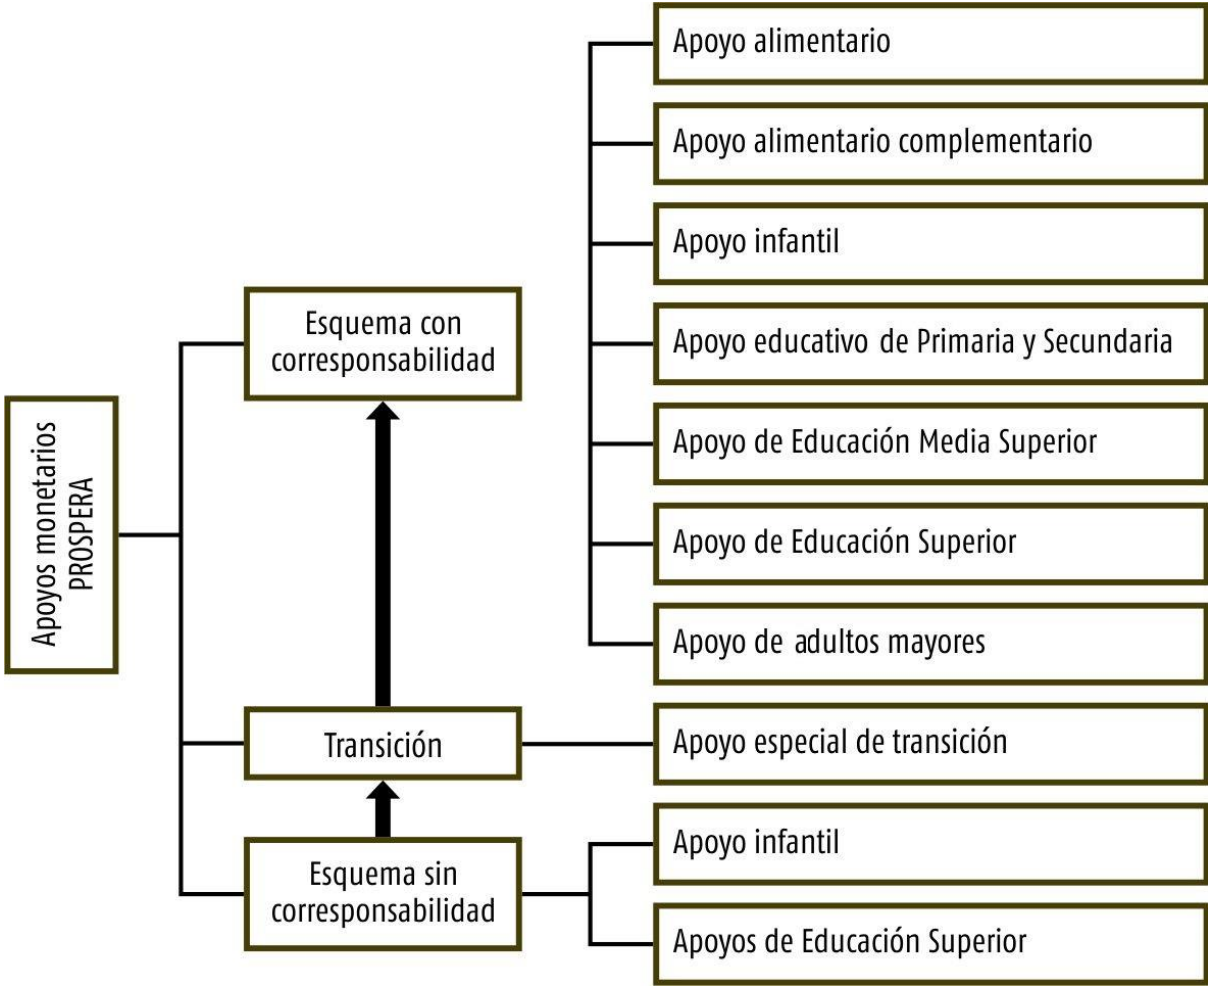 Apoyos monetarios
PROSPERA
Esquema con
corresponsabilidad
Transición
Esquema sin
corresponsabilidad
Apoyo alimentario
Apoyo alimentario complementario
Apoyo infantil
Apoyo educativo de Primaria y Secundaria
Apoyo de Educación Media Superior
Apoyo de Educación Superior
Apoyo de adultos mayores
Apoyo especial de transición
Apoyo infantil
Apoyos de Educación Superior